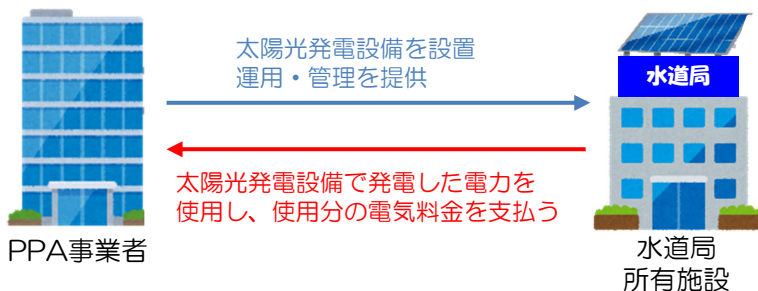 太陽光発電設備を設置
運用・管理を提供
水道局
太陽光発電設備で発電した電力を
使用し、使用分の電気料金を支払う
PPA事業者
水道局
所有施設